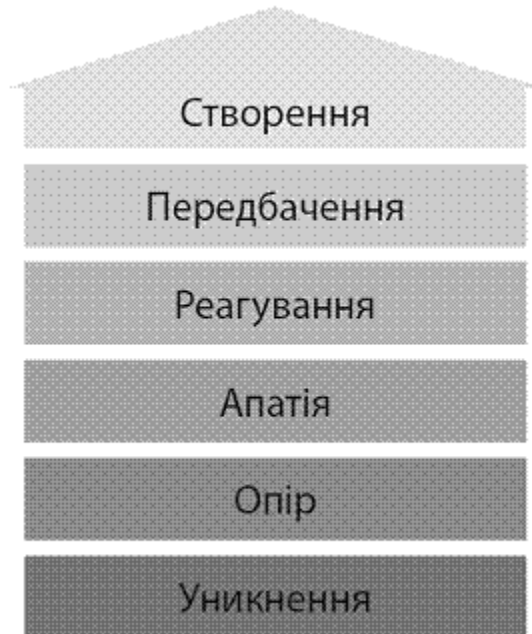 Створення
Передбачення
Реагування
Апатія
Опір
Уникнення